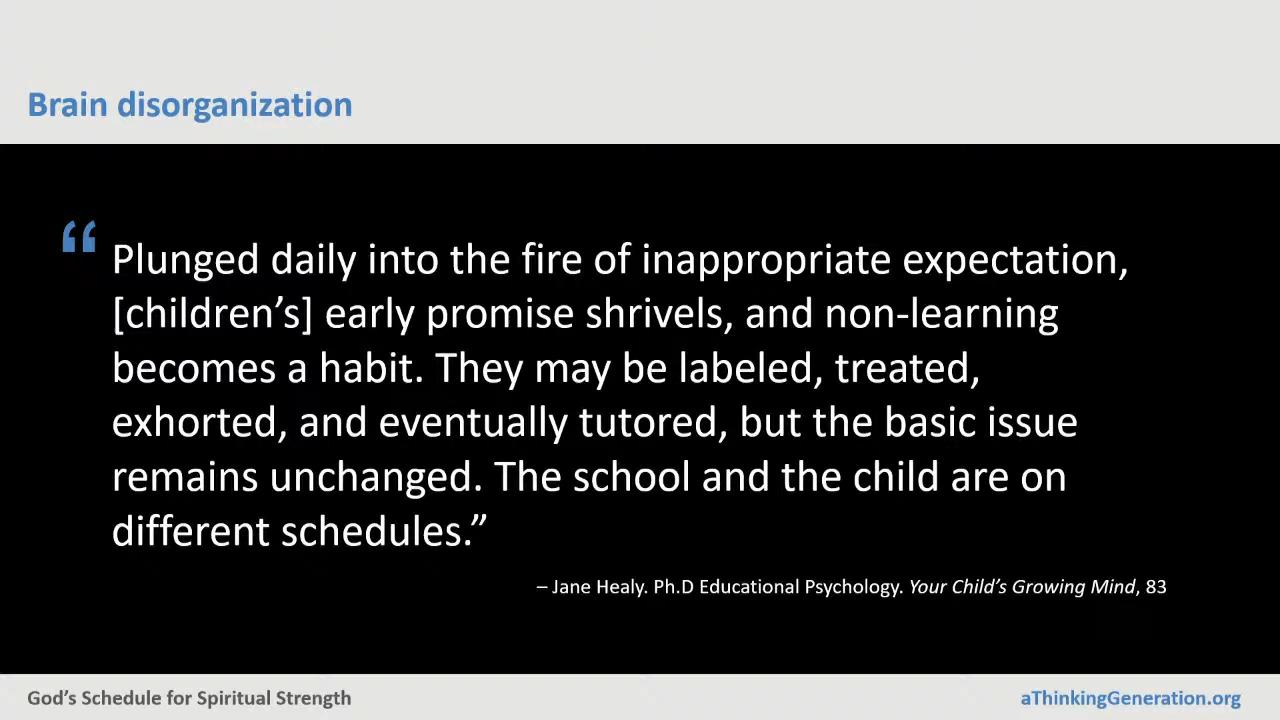 Brain disorganization
“ Plunged daily into the fire of inappropriate expectation,
[children’s] early promise shrivels, and non-learning
becomes a habit. They may be labeled, treated,
exhorted, and eventually tutored, but the basic issue
remains unchanged. The school and the child are on
different schedules.”
– Jane Healy. Ph.D Educational Psychology. Your Child’s Growing Mind, 83
God’s Schedule for Spiritual Strength
aThinkingGeneration.org